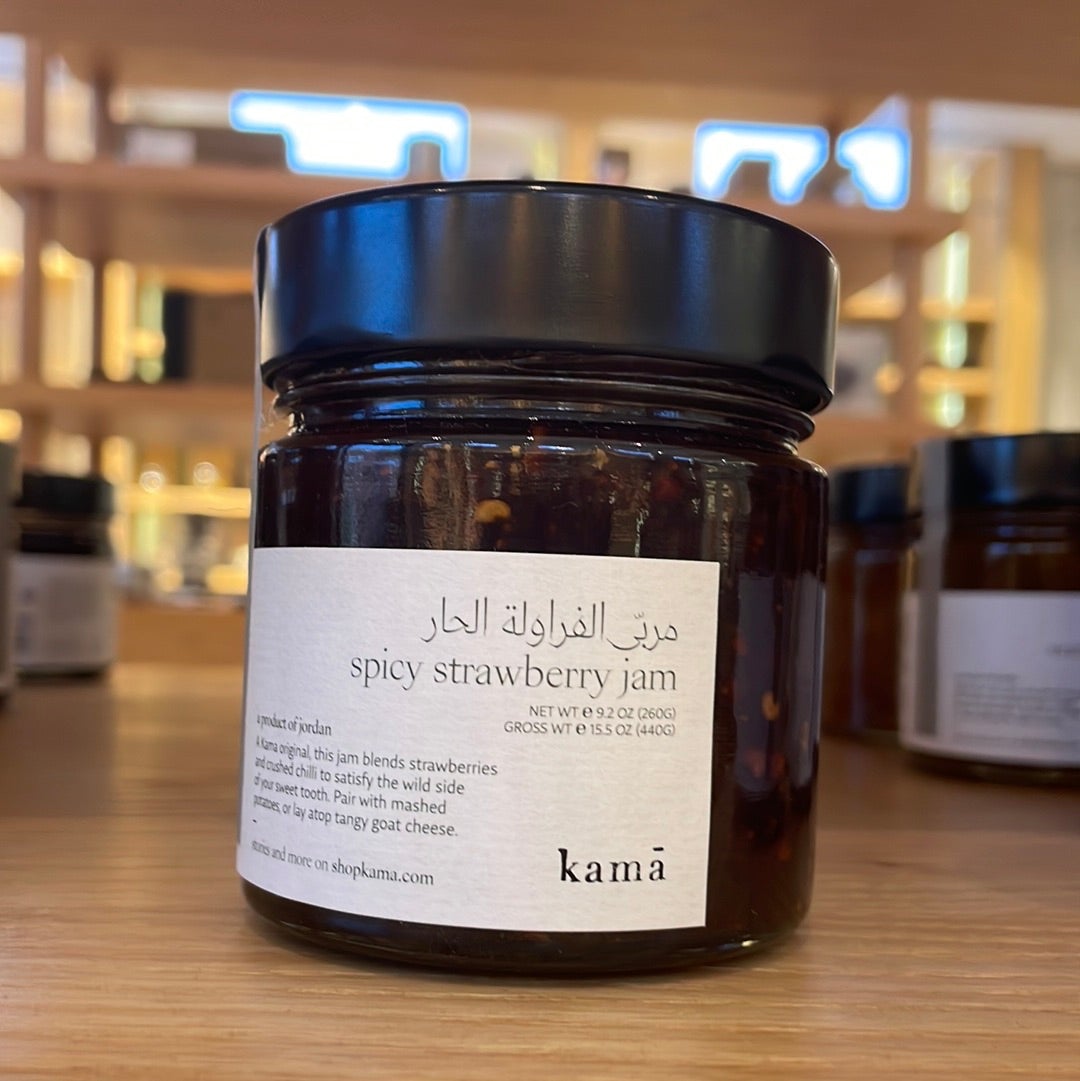 مربّى الفراولة الحار
spicy strawberry jam
NET WT ℮ 9.2 OZ (260G)
GROSS WT ℮ 15.5 OZ (440G)
a product of jordan
A Kama original, this jam blends strawberries
and crushed chilli to satisfy the wild side
of your sweet tooth. Pair with mashed
potatoes, or lay atop tangy goat cheese.
-
stories and more on shopkama.com
kamā